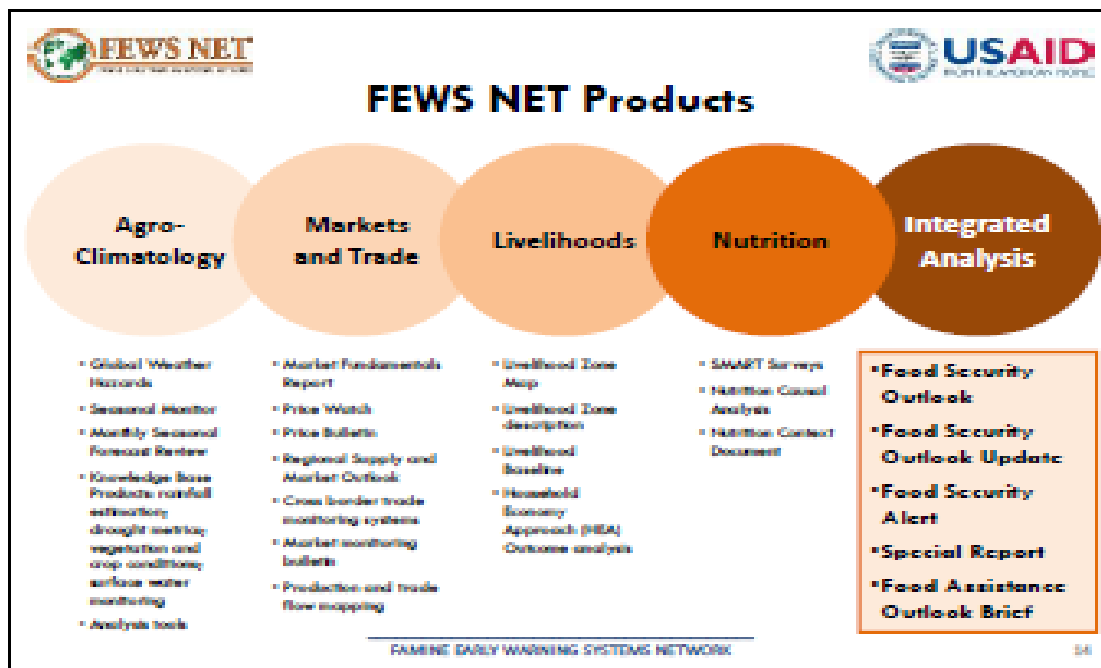 FEWS NET
USAID
FROM THE AMERICAN PEOPLE
FEWS NET Products
Agro-
Climatology
Markets
and Trade
Livelihoods
Nutrition
Integrated
Analysis
• Global Weather
Hazards
• Seasonal Monitor
• Monthly Seasonal
Forecast Review
• Knowledge Base
Products: rainfall
estimation;
drought metrics;
vegetation and
crop conditions;
surface water
monitoring
• Analysis tools
• Market Fundamentals
Report
• Price Watch
• Price Bulletin
• Regional Supply and
Market Outlook
• Cross border trade
monitoring systems
• Market monitoring
bulletin
• Production and trade
flow mapping
• Livelihood Zone
Map
• Livelihood Zone
description
• Livelihood
Baseline
• Household
Economy
Approach (HEA)
Outcome analysis
• SMART Surveys
• Nutrition Causal
Analysis
• Nutrition Context
Document
•Food Security
Outlook
•Food Security
Outlook Update
•Food Security
Alert
•Special Report
•Food Assistance
Outlook Brief
FAMINE EARLY WARNING SYSTEMS NETWORK